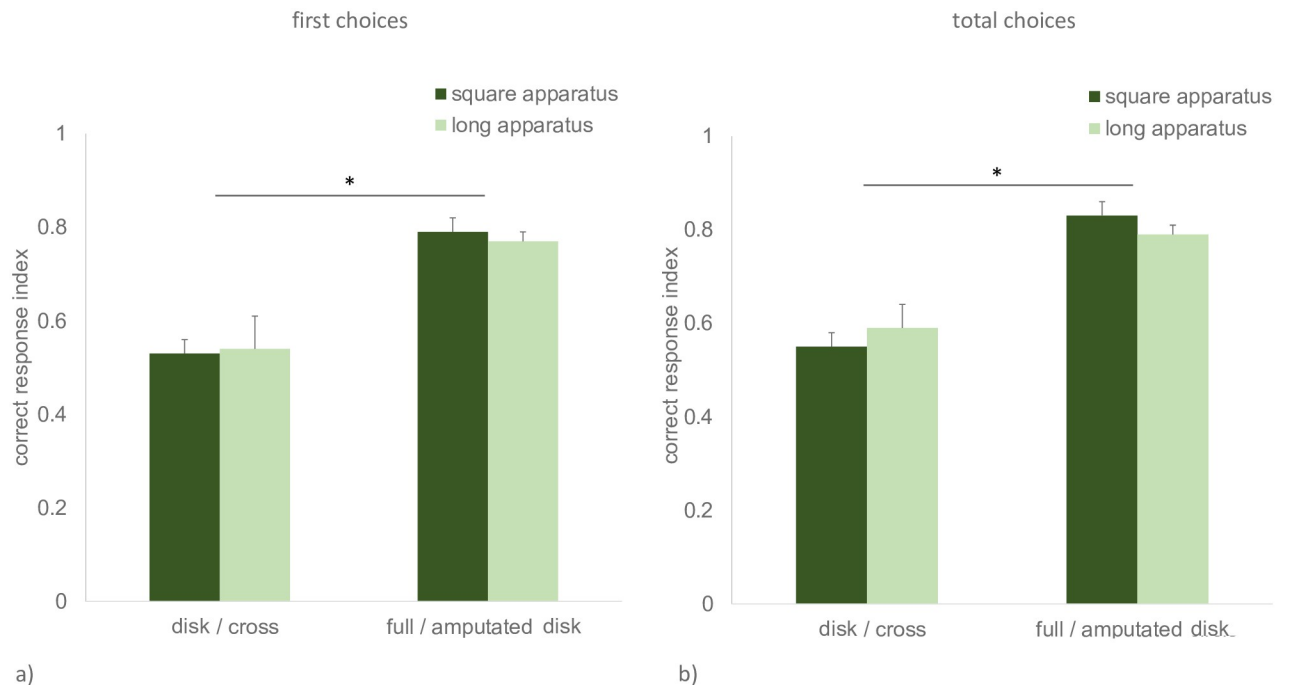 first choices
square apparatus
long apparatus
1
*
0.8
0.6
0.4
0.2
0
correct response index
disk / cross
full / amputated disk
a)
total choices
square apparatus
long apparatus
1
*
0.8
0.6
0.4
0.2
0
correct response index
disk / cross
full / amputated disk
b)